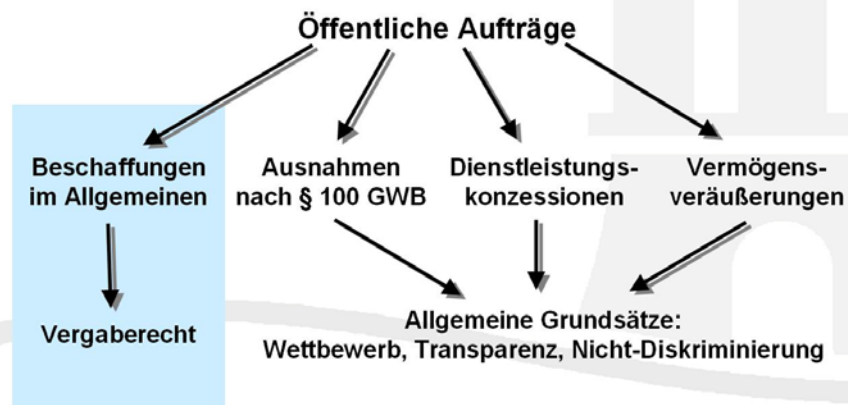 Öffentliche Aufträge
Beschaffungen
im Allgemeinen
Ausnahmen
nach § 100 GWB
Dienstleistungs-
konzessionen
Vermögens-
veräußerungen
Vergaberecht
Allgemeine Grundsätze:
Wettbewerb, Transparenz, Nicht-Diskriminierung